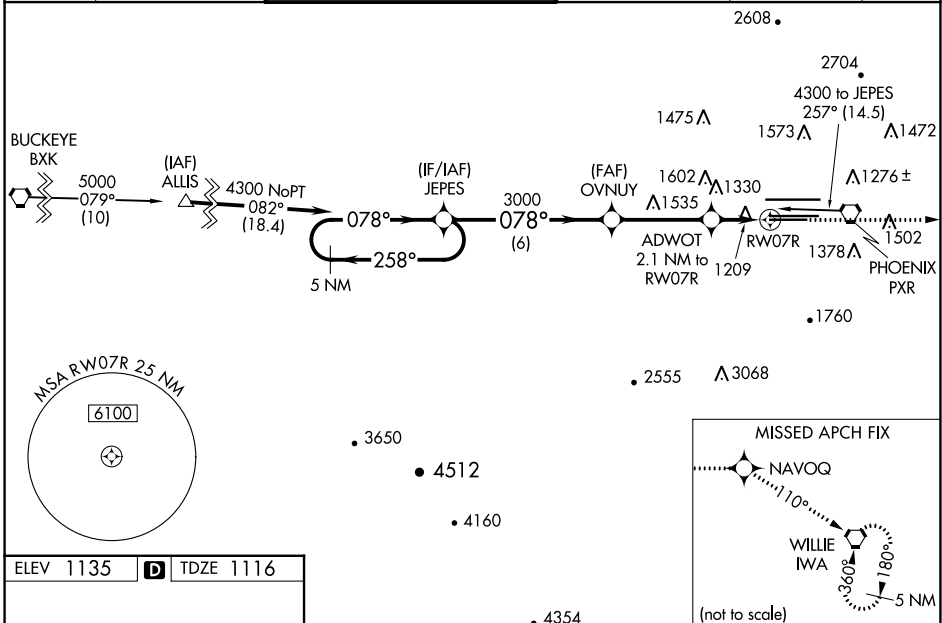 2608
2704
4300 to JEPES
257° (14.5)
1475
1573
1472
BUCKEYE
BXK
5000
079°
(10)
(IAF)
ALLIS
4300 NoPT
082°
(18.4)
(IF/IAF)
JEPES
078°
258°
5 NM
3000
078°
(6)
(FAF)
OVNUY
1602
1330
1535
1276 ±
ADWOT
2.1 NM to
RW07R
1209
RW07R
1378
1502
PHOENIX
PXR
1760
2555
3068
MSA RW07R 25 NM
6100
3650
4512
4160
4354
MISSED APCH FIX
NAVOQ
110°
WILLIE
IWA
360°
180°
5 NM
(not to scale)
ELEV 1135 D TDZE 1116